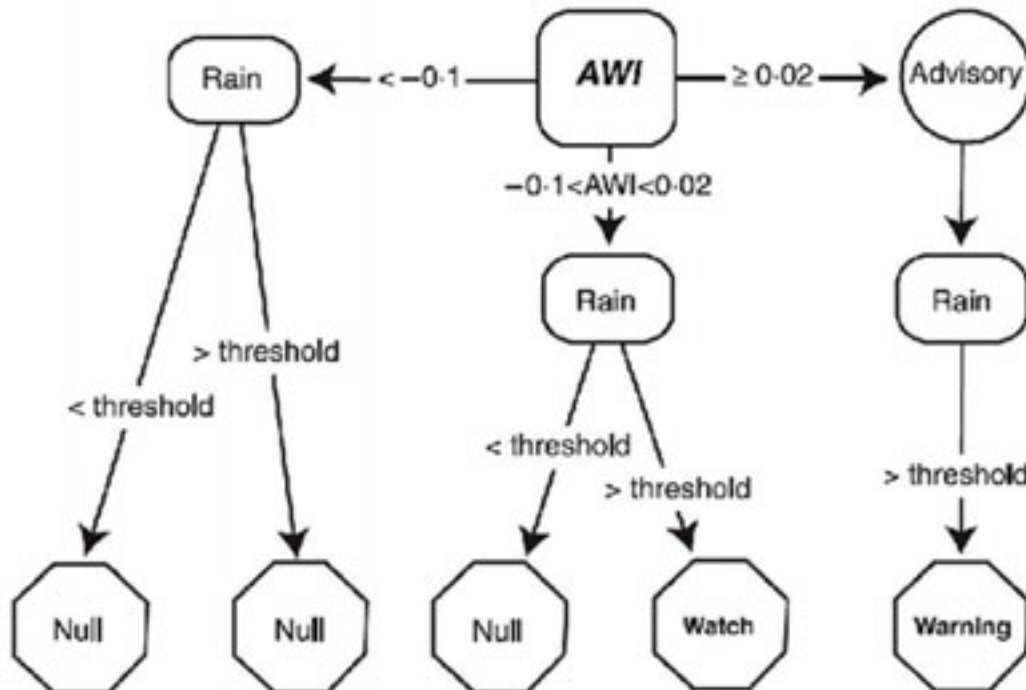 Rain
< −0·1
AWI
≥ 0·02
Advisory
−0·1<AWI<0·02
Rain
Rain
> threshold
< threshold
< threshold
> threshold
> threshold
Null
Null
Null
Watch
Warning